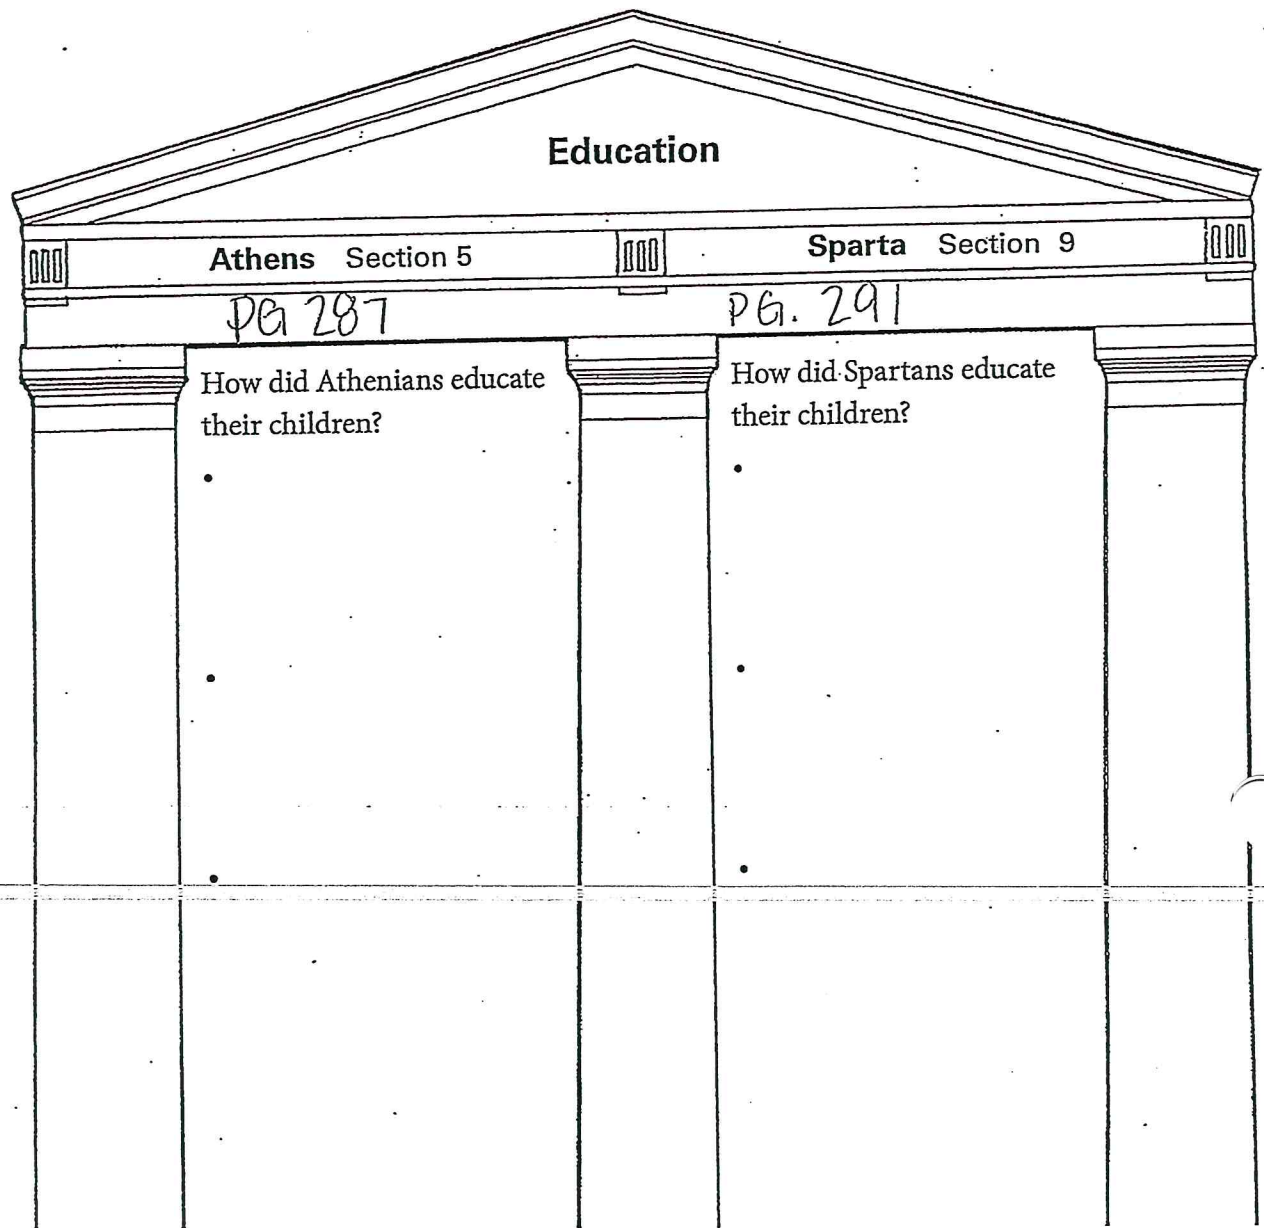 Education
Athens Section 5
Sparta Section 9
PG 287
PG. 291
How did Athenians educate
their children?
•
•
•
How did Spartans educate
their children?
•
•
•